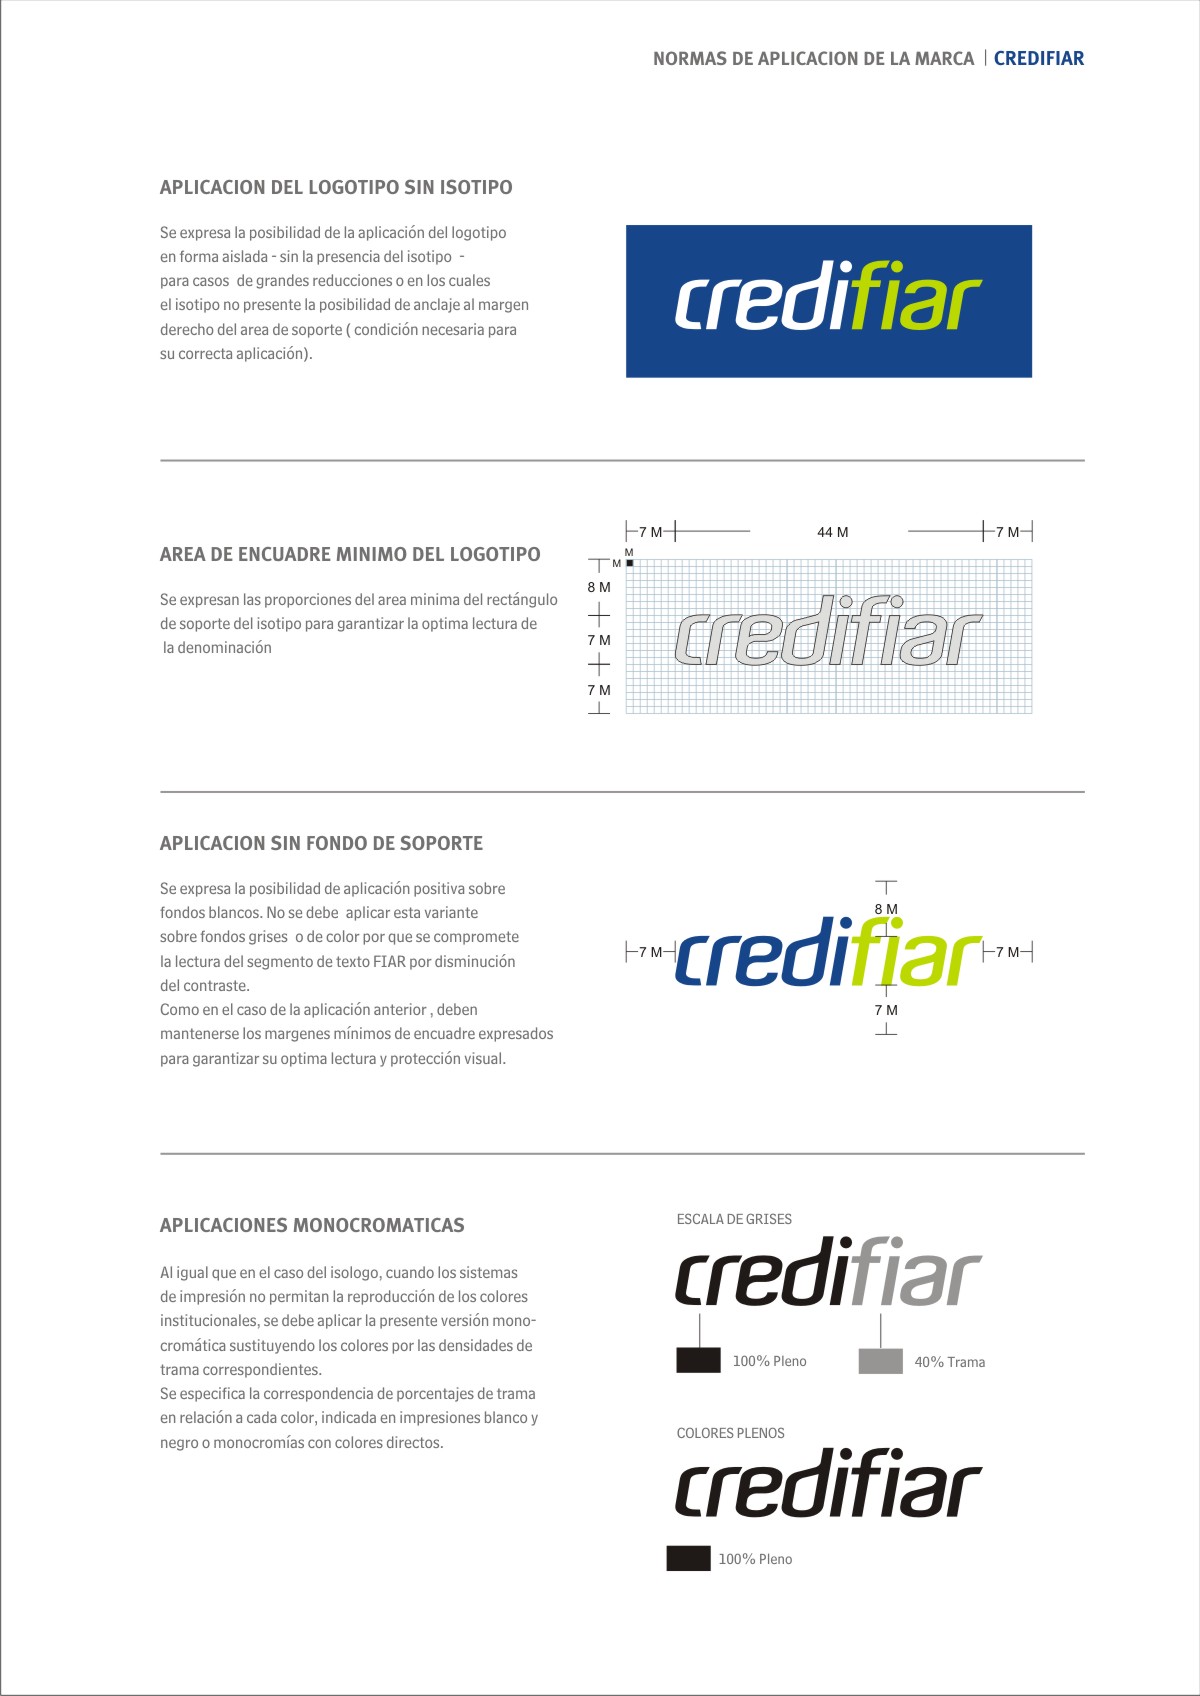 NORMAS DE APLICACION DE LA MARCA | CREDIFIAR
APLICACION DEL LOGOTIPO SIN ISOTIPO
Se expresa la posibilidad de la aplicación del logotipo
en forma aislada - sin la presencia del isotipo -
para casos de grandes reducciones o en los cuales
el isotipo no presente la posibilidad de anclaje al margen
derecho del area de soporte ( condición necesaria para
su correcta aplicación).
credifiar
AREA DE ENCUADRE MINIMO DEL LOGOTIPO
Se expresan las proporciones del area minima del rectángulo
de soporte del isotipo para garantizar la optima lectura de
la denominación
7 M 44 M 7 M
M
M
8 M
7 M
7 M
credifiar
APLICACION SIN FONDO DE SOPORTE
Se expresa la posibilidad de aplicación positiva sobre
fondos blancos. No se debe aplicar esta variante
sobre fondos grises o de color por que se compromete
la lectura del segmento de texto FIAR por disminución
del contraste.
Como en el caso de la aplicación anterior , deben
mantenerse los margenes mínimos de encuadre expresados
para garantizar su optima lectura y protección visual.
8 M
7 M credifiar 7 M
7 M
APLICACIONES MONOCROMATICAS
Al igual que en el caso del isologo, cuando los sistemas
de impresión no permitan la reproducción de los colores
institucionales, se debe aplicar la presente versión mono-
cromática sustituyendo los colores por las densidades de
trama correspondientes.
Se especifica la correspondencia de porcentajes de trama
en relación a cada color, indicada en impresiones blanco y
negro o monocromías con colores directos.
ESCALA DE GRISES
credifiar
100% Pleno 40% Trama
COLORES PLENOS
credifiar
100% Pleno